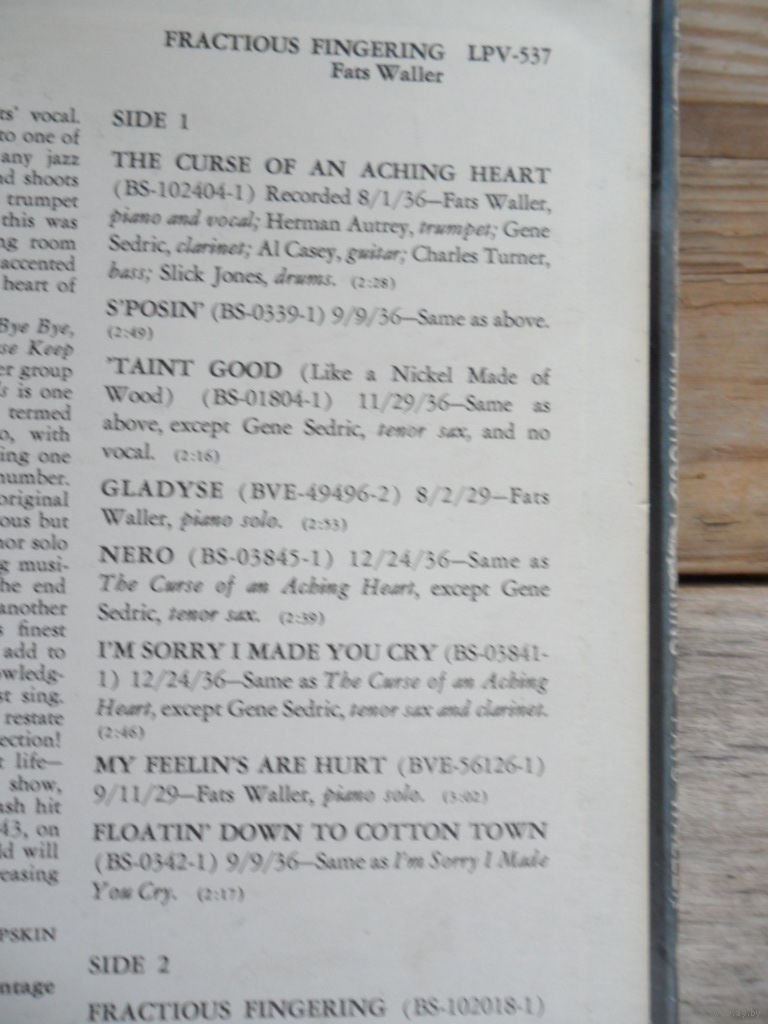 FRACTIOUS FINGERING LPV-537
Fats Waller
ts' vocal.
to one of
any jazz
nd shoots
trumpet
this was
ng room
accented
heart of
Bye Bye,
se Keep
er group
is one
termed
o, with
ing one
number.
original
ous but
nor solo
g musi-
he end
another
s finest
add to
owledg-
st sing.
restate
ection!
t life—
show,
ash hit
43, on
ld will
easing
PSKIN
ntage
SIDE 1
THE CURSE OF AN ACHING HEART
(BS-102404-1) Recorded 8/1/36—Fats Waller,
piano and vocal; Herman Autrey, trumpet; Gene
Sedric, clarinet; Al Casey, guitar; Charles Turner,
bass; Slick Jones, drums. (2:28)
S'POSIN' (BS-0339-1) 9/9/36—Same as above.
(2:49)
'TAINT GOOD (Like a Nickel Made of
Wood) (BS-01804-1) 11/29/36—Same as
above, except Gene Sedric, tenor sax, and no
vocal. (2:16)
GLADYSE (BVE-49496-2) 8/2/29—Fats
Waller, piano solo. (2:53)
NERO (BS-03845-1) 12/24/36—Same as
The Curse of an Aching Heart, except Gene
Sedric, tenor sax. (2:39)
I'M SORRY I MADE YOU CRY (BS-03841-
1) 12/24/36—Same as The Curse of an Aching
Heart, except Gene Sedric, tenor sax and clarinet.
(2:46)
MY FEELIN'S ARE HURT (BVE-56126-1)
9/11/29—Fats Waller, piano solo. (3:02)
FLOATIN' DOWN TO COTTON TOWN
(BS-0342-1) 9/9/36—Same as I'm Sorry I Made
You Cry. (2:17)
SIDE 2
FRACTIOUS FINGERING (BS-102018-1)